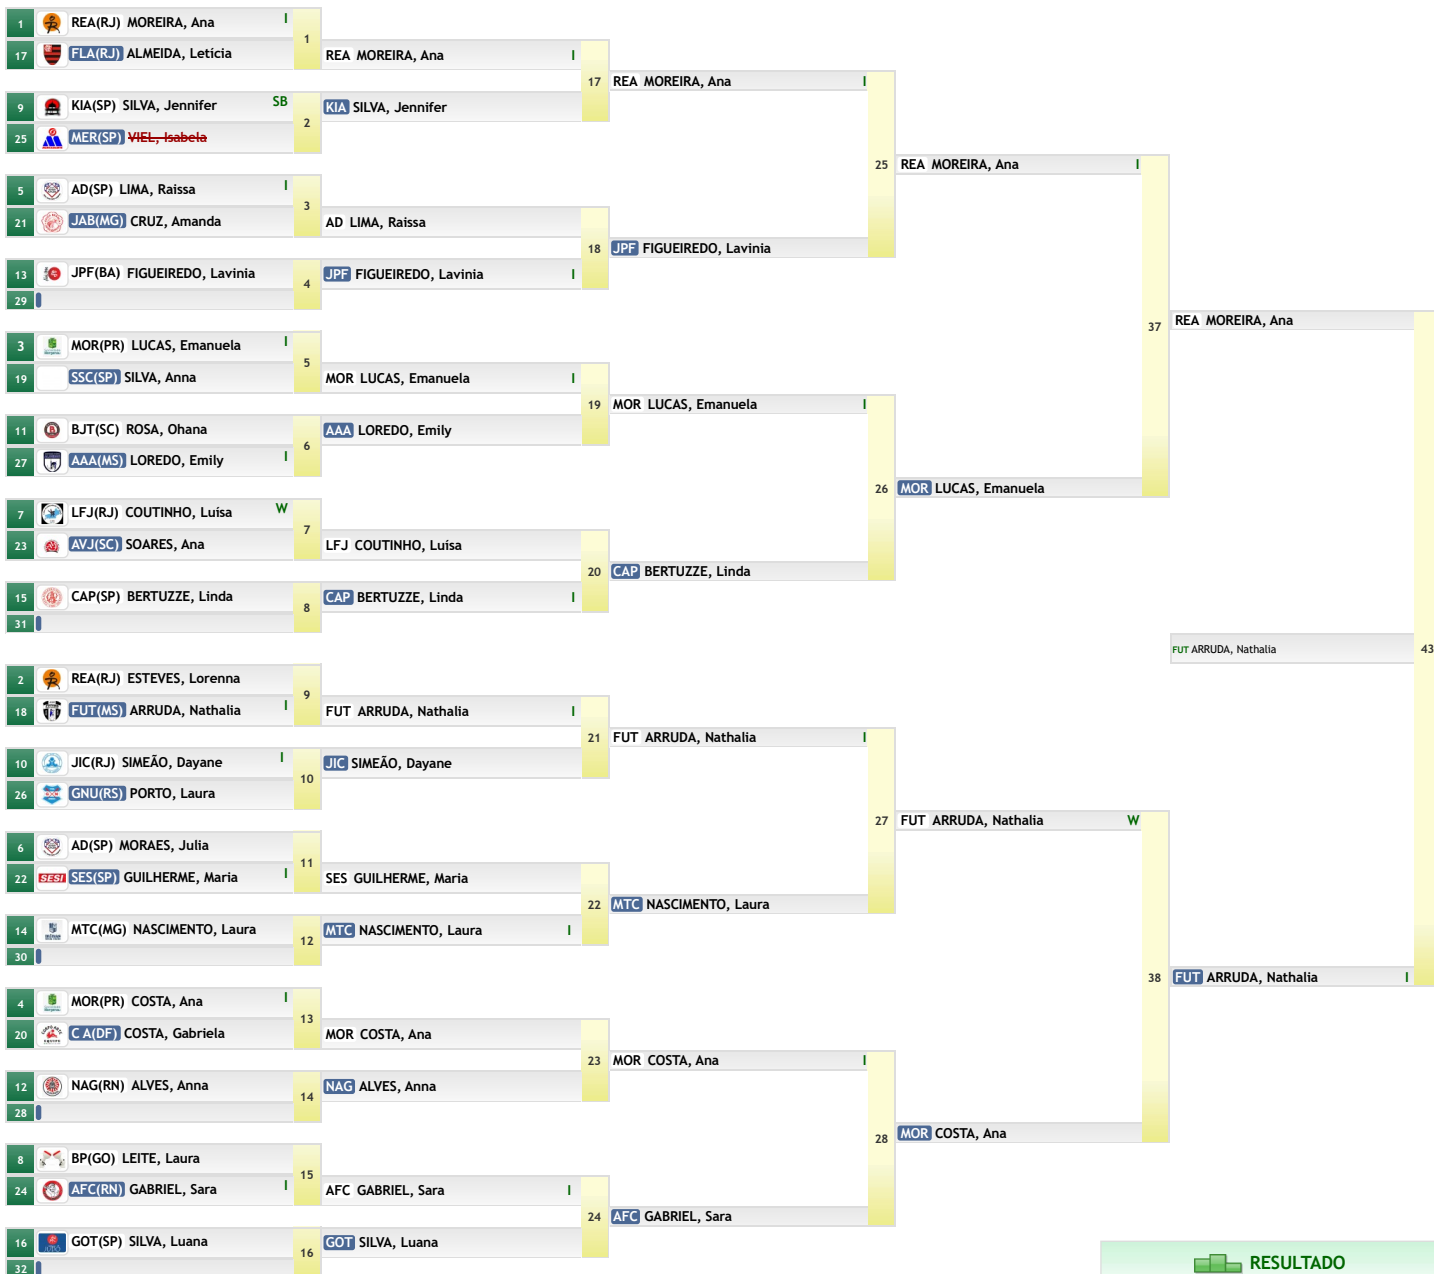 1 REA(RJ) MOREIRA, Ana I
17 FLA(RJ) ALMEIDA, Letícia
1
9 KIA(SP) SILVA, Jennifer SB
25 MER(SP) VIEL, Isabela
2
5 AD(SP) LIMA, Raissa I
21 JAB(MG) CRUZ, Amanda
3
13 JPF(BA) FIGUEIREDO, Lavinia
29
4
3 MOR(PR) LUCAS, Emanuela I
19 SSC(SP) SILVA, Anna
5
11 BJT(SC) ROSA, Ohana
27 AAA(MS) LOREDO, Emily I
6
7 LFJ(RJ) COUTINHO, Luísa W
23 AVJ(SC) SOARES, Ana
7
15 CAP(SP) BERTUZZE, Linda
31
8
2 REA(RJ) ESTEVES, Lorenna
18 FUT(MS) ARRUDA, Nathalia I
9
10 JIC(RJ) SIMEÃO, Dayane I
26 GNU(RS) PORTO, Laura
10
6 AD(SP) MORAES, Julia
22 SESI SES(SP) GUILHERME, Maria I
11
14 MTC(MG) NASCIMENTO, Laura
30
12
4 MOR(PR) COSTA, Ana I
20 C A(DF) COSTA, Gabriela
13
12 NAG(RN) ALVES, Anna
28
14
8 BP(GO) LEITE, Laura
24 AFC(RN) GABRIEL, Sara I
15
16 GOT(SP) SILVA, Luana
32
16
REA MOREIRA, Ana I
KIA SILVA, Jennifer
17
AD LIMA, Raissa
JPF FIGUEIREDO, Lavinia I
18
MOR LUCAS, Emanuela I
AAA LOREDO, Emily
19
LFJ COUTINHO, Luísa
CAP BERTUZZE, Linda I
20
FUT ARRUDA, Nathalia I
JIC SIMEÃO, Dayane
21
SES GUILHERME, Maria
MTC NASCIMENTO, Laura I
22
MOR COSTA, Ana
NAG ALVES, Anna
23
AFC GABRIEL, Sara I
GOT SILVA, Luana
24
REA MOREIRA, Ana I
JPF FIGUEIREDO, Lavinia
25
MOR LUCAS, Emanuela I
CAP BERTUZZE, Linda
26
FUT ARRUDA, Nathalia I
MTC NASCIMENTO, Laura
27
MOR COSTA, Ana I
AFC GABRIEL, Sara
28
REA MOREIRA, Ana I
MOR LUCAS, Emanuela
37
FUT ARRUDA, Nathalia W
MOR COSTA, Ana
38
REA MOREIRA, Ana
FUT ARRUDA, Nathalia
43
FUT ARRUDA, Nathalia I
RESULTADO